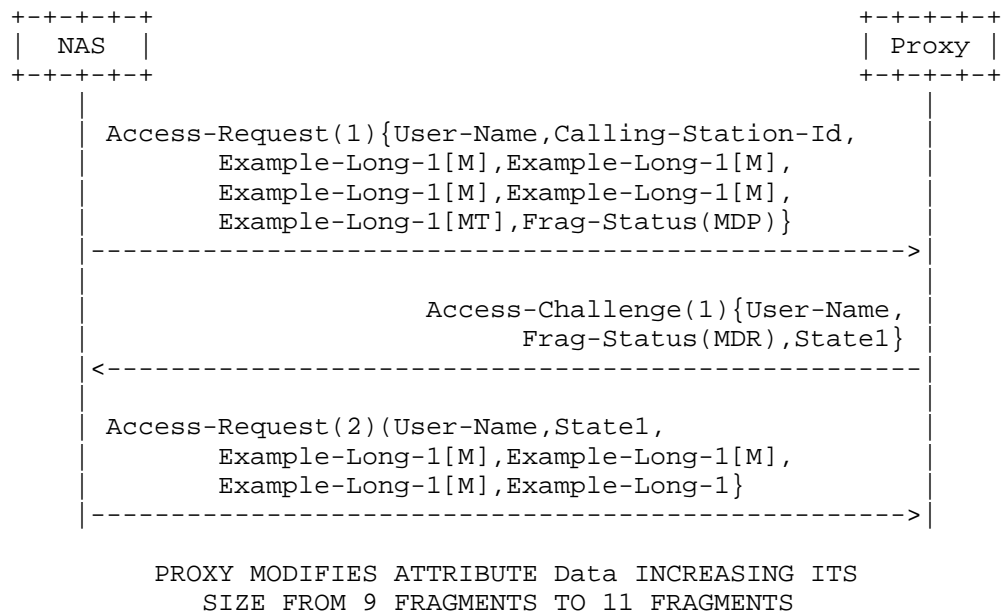 +-+-+-+-+ +-+-+-+-+
| NAS | | Proxy |
+-+-+-+-+ +-+-+-+-+
| |
| Access-Request(1){User-Name,Calling-Station-Id, |
| Example-Long-1[M],Example-Long-1[M], |
| Example-Long-1[M],Example-Long-1[M], |
| Example-Long-1[MT],Frag-Status(MDP)} |
|--------------------------------------------------->|
| |
| Access-Challenge(1){User-Name, |
| Frag-Status(MDR),State1} |
|<---------------------------------------------------|
| |
| Access-Request(2)(User-Name,State1, |
| Example-Long-1[M],Example-Long-1[M], |
| Example-Long-1[M],Example-Long-1} |
|--------------------------------------------------->|
PROXY MODIFIES ATTRIBUTE Data INCREASING ITS
SIZE FROM 9 FRAGMENTS TO 11 FRAGMENTS